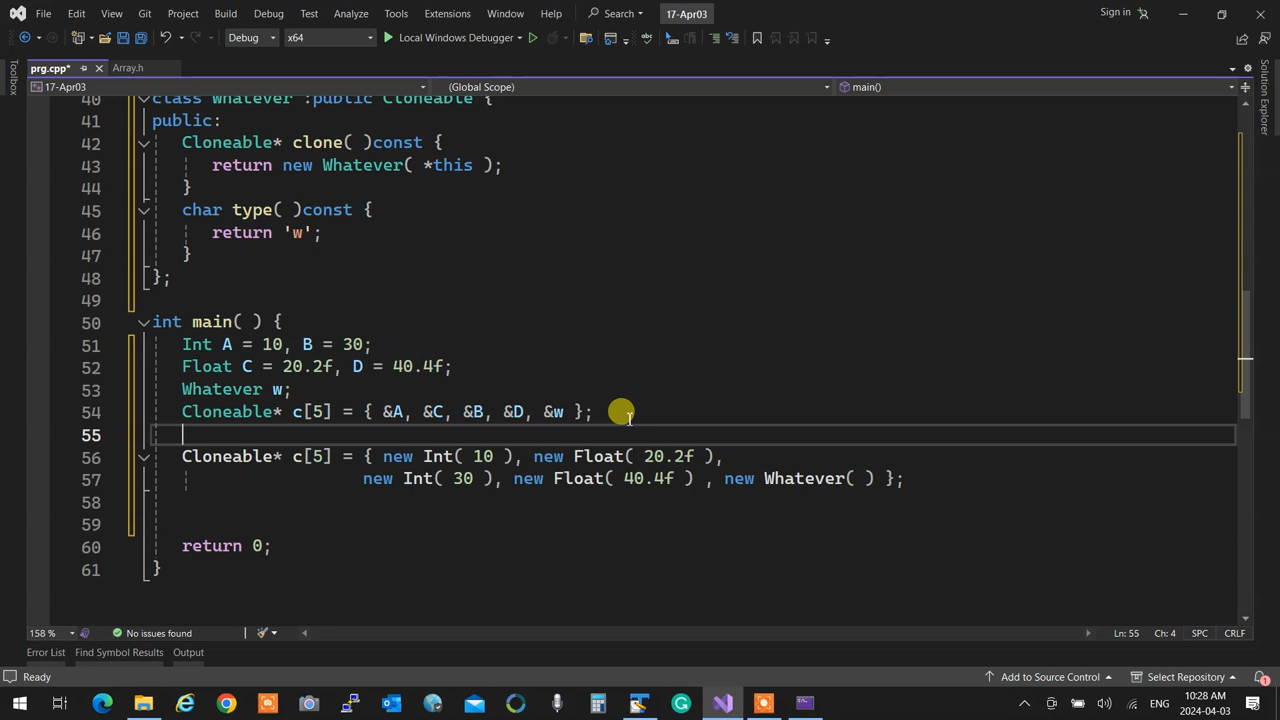 File Edit View Git Project Build Debug Test Analyze Tools Extensions Window Help Search 17-Apr03 Sign in
Debug x64 Local Windows Debugger
prg.cpp* Array.h
17-Apr03 (Global Scope) main()
Toolbox
Solution Explorer
40 class Whatever :public Cloneable {
41 public:
42 Cloneable* clone( )const {
43 return new Whatever( *this );
44 }
45 char type( )const {
46 return 'w';
47 }
48 };
49
50 int main( ) {
51 Int A = 10, B = 30;
52 Float C = 20.2f, D = 40.4f;
53 Whatever w;
54 Cloneable* c[5] = { &A, &C, &B, &D, &w };
55
56 Cloneable* c[5] = { new Int( 10 ), new Float( 20.2f ),
57 new Int( 30 ), new Float( 40.4f ) , new Whatever( ) };
58
59
60 return 0;
61 }
158 % No issues found Ln: 55 Ch: 4 SPC CRLF
Error List Find Symbol Results Output
Ready Add to Source Control Select Repository 1
ENG 10:28 AM
2024-04-03